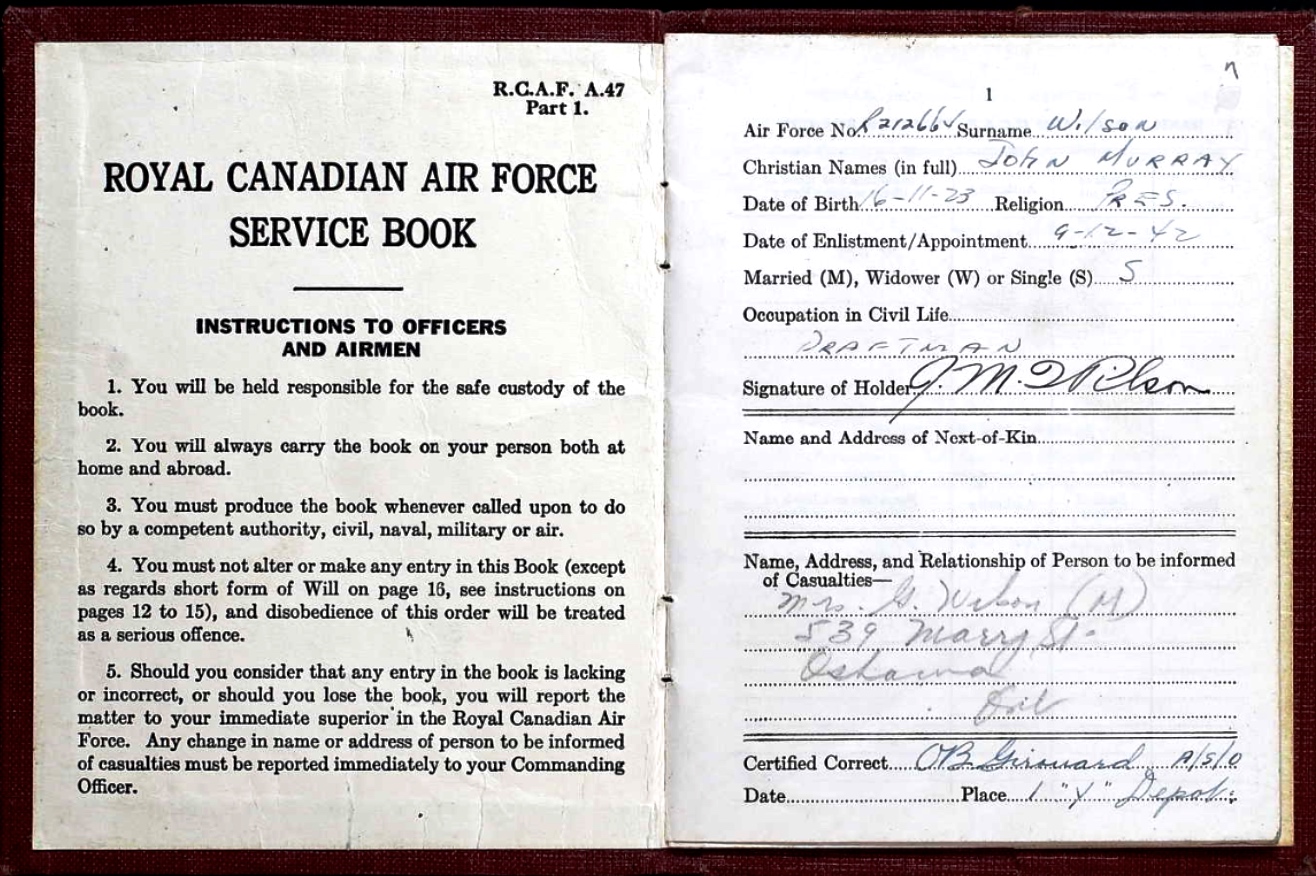 R.C.A.F. A.47
Part 1.
ROYAL CANADIAN AIR FORCE
SERVICE BOOK
INSTRUCTIONS TO OFFICERS
AND AIRMEN
1. You will be held responsible for the safe custody of the
book.
2. You will always carry the book on your person both at
home and abroad.
3. You must produce the book whenever called upon to do
so by a competent authority, civil, naval, military or air.
4. You must not alter or make any entry in this Book (except
as regards short form of Will on page 16, see instructions on
pages 12 to 15), and disobedience of this order will be treated
as a serious offence.
5. Should you consider that any entry in the book is lacking
or incorrect, or should you lose the book, you will report the
matter to your immediate superior in the Royal Canadian Air
Force. Any change in name or address of person to be informed
of casualties must be reported immediately to your Commanding
Officer.
1
Air Force No. Surname Wilson
Christian Names (in full) JOHN MURRAY
Date of Birth 16-11-23 Religion PRES.
Date of Enlistment/Appointment 9-12-42
Married (M), Widower (W) or Single (S) S
Occupation in Civil Life
DRAFTMAN
Signature of Holder J. M. Wilson
Name and Address of Next-of-Kin
Name, Address, and Relationship of Person to be informed
of Casualties—
Mrs. G. Wilson (M)
539 Marry St.
Oshawa
Certified Correct OB Girouard A/S/O
Date Place 1 "Y" Depot.